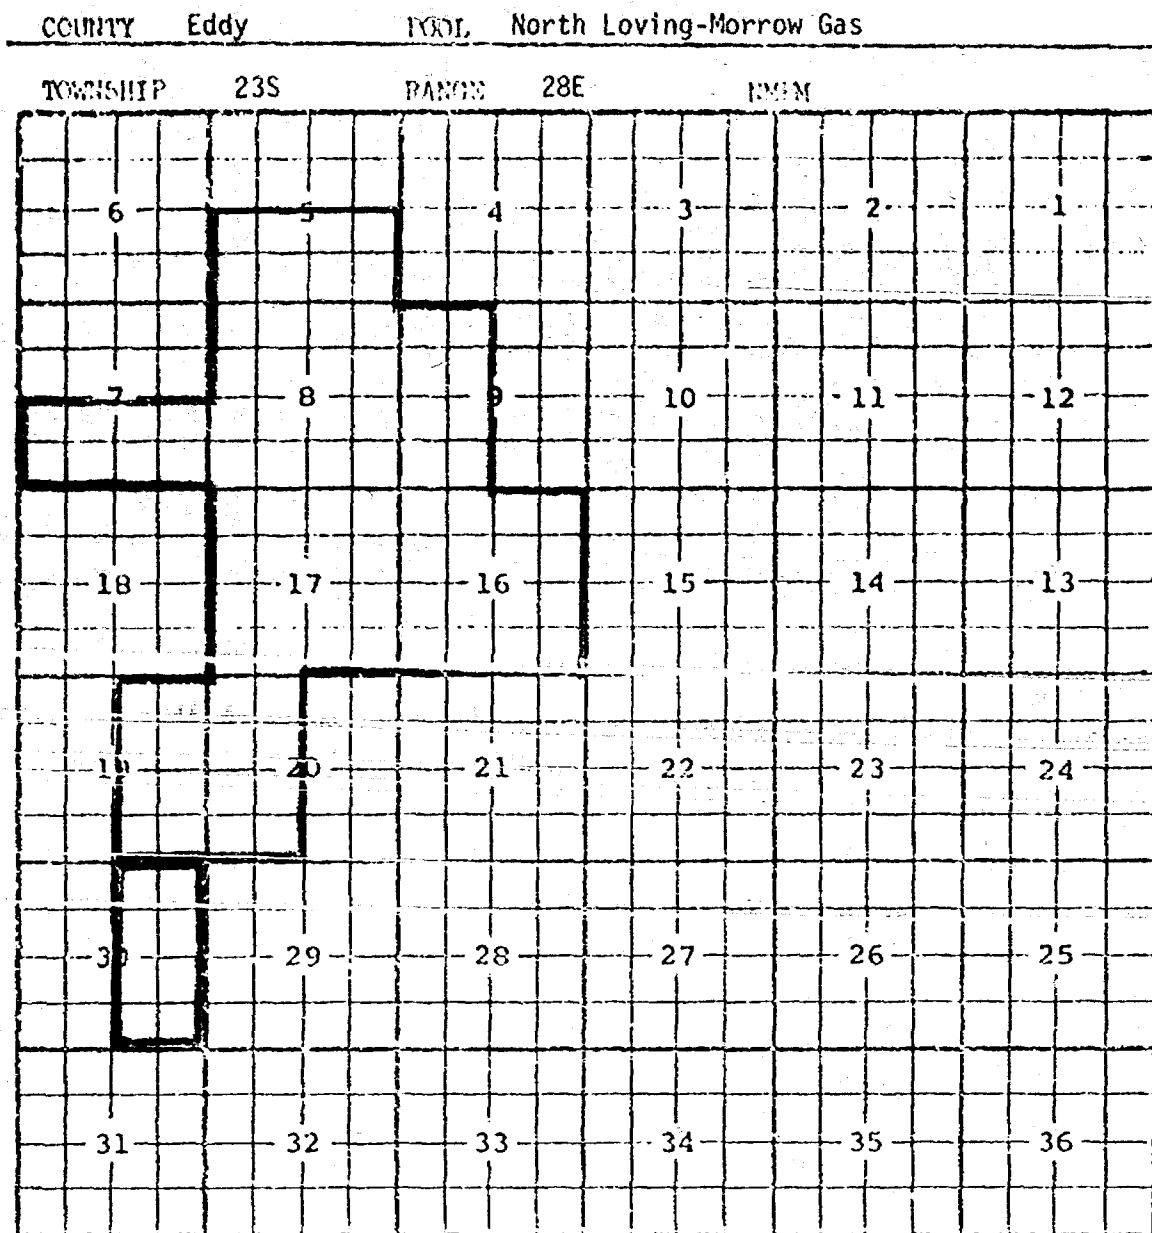 COUNTY Eddy POOL North Loving-Morrow Gas
TOWNSHIP 23S RANGE 28E NMPM
6 5 4 3 2 1
7 8 9 10 11 12
18 17 16 15 14 13
19 20 21 22 23 24
30 29 28 27 26 25
31 32 33 34 35 36